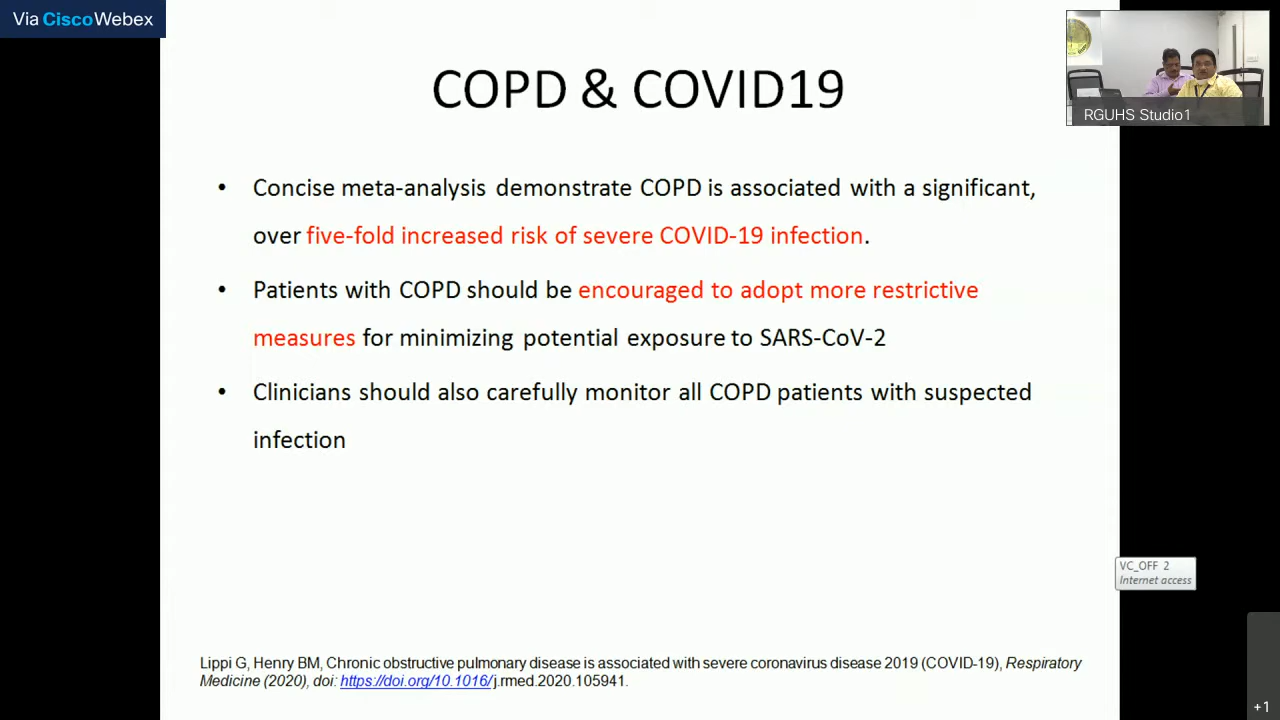 Via CiscoWebex
RGUHS Studio1
COPD & COVID19
• Concise meta-analysis demonstrate COPD is associated with a significant,
over five-fold increased risk of severe COVID-19 infection.
• Patients with COPD should be encouraged to adopt more restrictive
measures for minimizing potential exposure to SARS-CoV-2
• Clinicians should also carefully monitor all COPD patients with suspected
infection
VC_OFF 2
Internet access
Lippi G, Henry BM, Chronic obstructive pulmonary disease is associated with severe coronavirus disease 2019 (COVID-19), Respiratory
Medicine (2020), doi: https://doi.org/10.1016/j.rmed.2020.105941.
+1